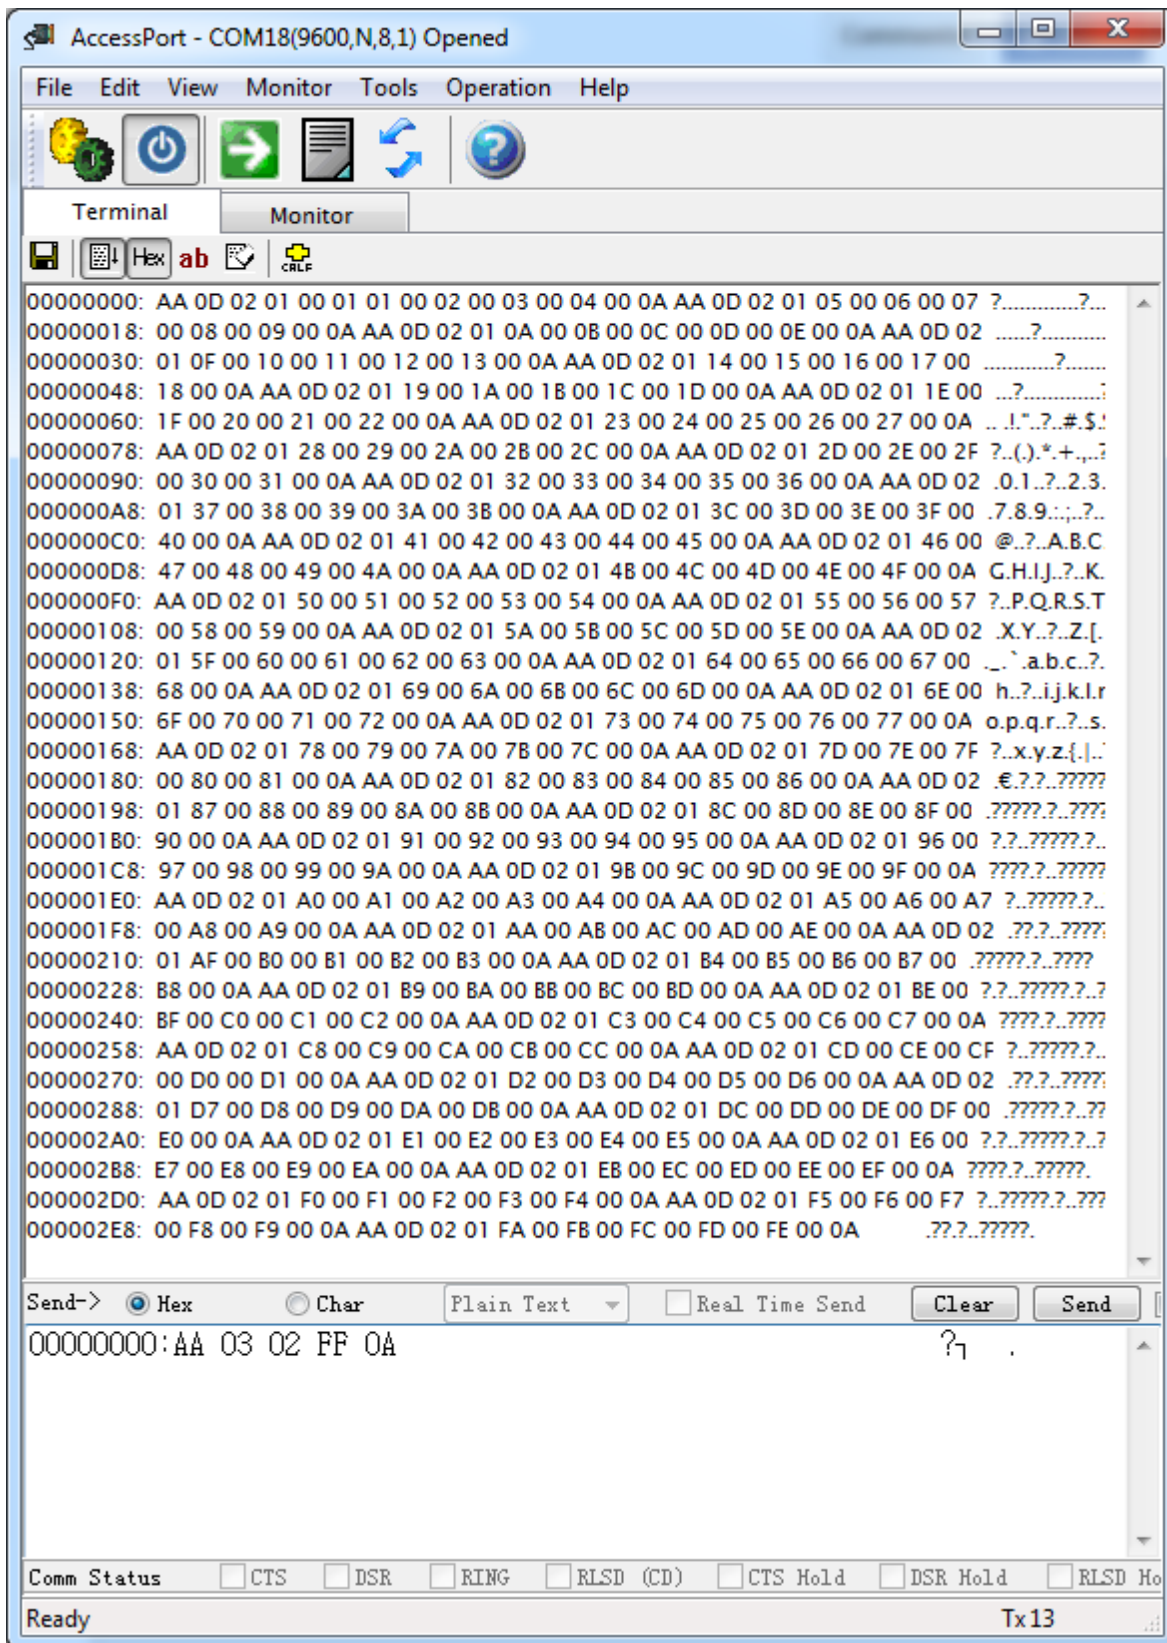 AccessPort - COM18(9600,N,8,1) Opened
File Edit View Monitor Tools Operation Help
Terminal Monitor
Hex ab CRLF
00000000: AA 0D 02 01 00 01 01 00 02 00 03 00 04 00 0A AA 0D 02 01 05 00 06 00 07 ?.............?...
00000018: 00 08 00 09 00 0A AA 0D 02 01 0A 00 0B 00 0C 00 0D 00 0E 00 0A AA 0D 02 ......?...........
00000030: 01 0F 00 10 00 11 00 12 00 13 00 0A AA 0D 02 01 14 00 15 00 16 00 17 00 ............?.......
00000048: 18 00 0A AA 0D 02 01 19 00 1A 00 1B 00 1C 00 1D 00 0A AA 0D 02 01 1E 00 ...?.............?
00000060: 1F 00 20 00 21 00 22 00 0A AA 0D 02 01 23 00 24 00 25 00 26 00 27 00 0A .. .!."..?..#.$.
00000078: AA 0D 02 01 28 00 29 00 2A 00 2B 00 2C 00 0A AA 0D 02 01 2D 00 2E 00 2F ?..(.).*.+.,..?
00000090: 00 30 00 31 00 0A AA 0D 02 01 32 00 33 00 34 00 35 00 36 00 0A AA 0D 02 .0.1..?..2.3.
000000A8: 01 37 00 38 00 39 00 3A 00 3B 00 0A AA 0D 02 01 3C 00 3D 00 3E 00 3F 00 .7.8.9.:.;..?..
000000C0: 40 00 0A AA 0D 02 01 41 00 42 00 43 00 44 00 45 00 0A AA 0D 02 01 46 00 @..?..A.B.C
000000D8: 47 00 48 00 49 00 4A 00 0A AA 0D 02 01 4B 00 4C 00 4D 00 4E 00 4F 00 0A G.H.I.J..?..K.
000000F0: AA 0D 02 01 50 00 51 00 52 00 53 00 54 00 0A AA 0D 02 01 55 00 56 00 57 ?..P.Q.R.S.T
00000108: 00 58 00 59 00 0A AA 0D 02 01 5A 00 5B 00 5C 00 5D 00 5E 00 0A AA 0D 02 .X.Y..?..Z.[.
00000120: 01 5F 00 60 00 61 00 62 00 63 00 0A AA 0D 02 01 64 00 65 00 66 00 67 00 ._.`.a.b.c..?.
00000138: 68 00 0A AA 0D 02 01 69 00 6A 00 6B 00 6C 00 6D 00 0A AA 0D 02 01 6E 00 h..?..i.j.k.l.r
00000150: 6F 00 70 00 71 00 72 00 0A AA 0D 02 01 73 00 74 00 75 00 76 00 77 00 0A o.p.q.r..?..s.
00000168: AA 0D 02 01 78 00 79 00 7A 00 7B 00 7C 00 0A AA 0D 02 01 7D 00 7E 00 7F ?..x.y.z.{.|..
00000180: 00 80 00 81 00 0A AA 0D 02 01 82 00 83 00 84 00 85 00 86 00 0A AA 0D 02 .€.?.?..?????
00000198: 01 87 00 88 00 89 00 8A 00 8B 00 0A AA 0D 02 01 8C 00 8D 00 8E 00 8F 00 .?????.?..????
000001B0: 90 00 0A AA 0D 02 01 91 00 92 00 93 00 94 00 95 00 0A AA 0D 02 01 96 00 ?.?..?????.?..
000001C8: 97 00 98 00 99 00 9A 00 0A AA 0D 02 01 9B 00 9C 00 9D 00 9E 00 9F 00 0A ????.?..?????
000001E0: AA 0D 02 01 A0 00 A1 00 A2 00 A3 00 A4 00 0A AA 0D 02 01 A5 00 A6 00 A7 ?..?????.?..
000001F8: 00 A8 00 A9 00 0A AA 0D 02 01 AA 00 AB 00 AC 00 AD 00 AE 00 0A AA 0D 02 .??.?..?????
00000210: 01 AF 00 B0 00 B1 00 B2 00 B3 00 0A AA 0D 02 01 B4 00 B5 00 B6 00 B7 00 .?????.?..????
00000228: B8 00 0A AA 0D 02 01 B9 00 BA 00 BB 00 BC 00 BD 00 0A AA 0D 02 01 BE 00 ?.?..?????.?..?
00000240: BF 00 C0 00 C1 00 C2 00 0A AA 0D 02 01 C3 00 C4 00 C5 00 C6 00 C7 00 0A ????.?..????
00000258: AA 0D 02 01 C8 00 C9 00 CA 00 CB 00 CC 00 0A AA 0D 02 01 CD 00 CE 00 CF ?..?????.?..
00000270: 00 D0 00 D1 00 0A AA 0D 02 01 D2 00 D3 00 D4 00 D5 00 D6 00 0A AA 0D 02 .??.?..?????
00000288: 01 D7 00 D8 00 D9 00 DA 00 DB 00 0A AA 0D 02 01 DC 00 DD 00 DE 00 DF 00 .?????.?..??
000002A0: E0 00 0A AA 0D 02 01 E1 00 E2 00 E3 00 E4 00 E5 00 0A AA 0D 02 01 E6 00 ?.?..?????.?..?
000002B8: E7 00 E8 00 E9 00 EA 00 0A AA 0D 02 01 EB 00 EC 00 ED 00 EE 00 EF 00 0A ????.?..?????.
000002D0: AA 0D 02 01 F0 00 F1 00 F2 00 F3 00 F4 00 0A AA 0D 02 01 F5 00 F6 00 F7 ?..?????.?..???
000002E8: 00 F8 00 F9 00 0A AA 0D 02 01 FA 00 FB 00 FC 00 FD 00 FE 00 0A .??.?..?????.
Send-> Hex Char Plain Text Real Time Send Clear Send
00000000:AA 03 02 FF 0A ?┐ .
Comm Status CTS DSR RING RLSD (CD) CTS Hold DSR Hold RLSD Ho
Ready Tx 13